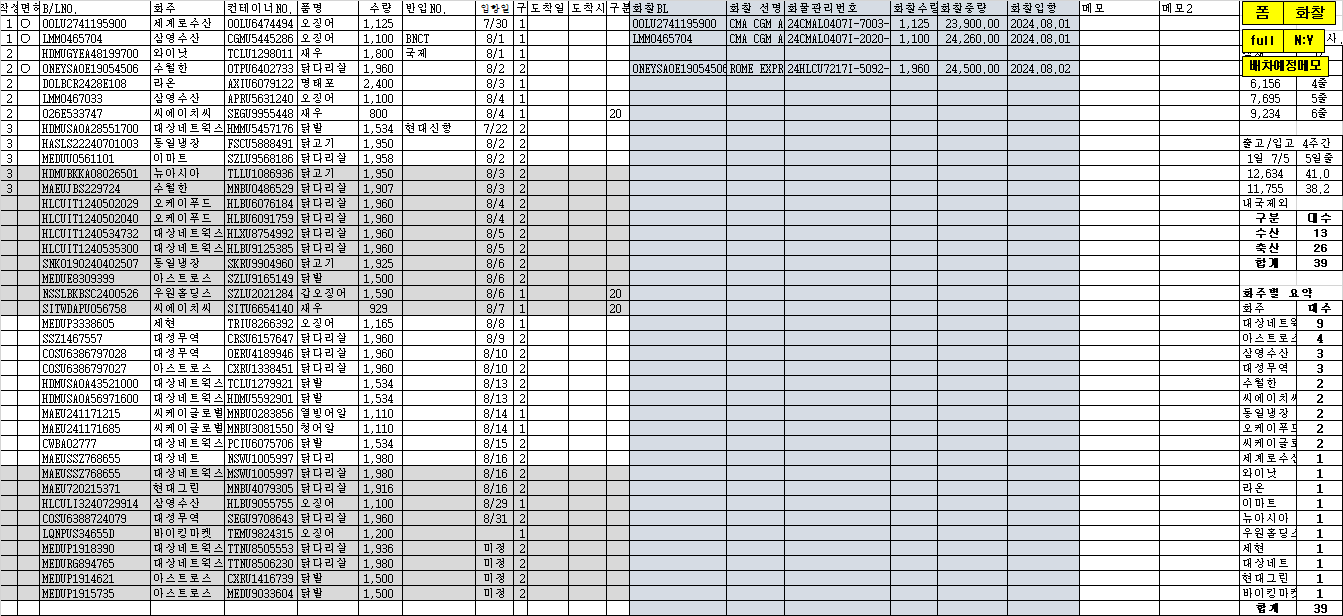 작성 면허 B/LNO. 화주 컨테이너NO. 품명 수량 반입NO. 입항일 구 도착일 도착시 구분 화찰BL 화찰 선명 화물관리번호 화찰수량 화찰중량 화찰입항 메모 메모2 폼 화찰
1 O OOLU2741195900 세계로수산 OOLU6474494 오징어 1,125 7/30 1 OOLU2741195900 CMA CGM A 24CMAL0407I-7003- 1,125 23,900.00 2024.08.01
1 O LMM0465704 삼영수산 CGMU5445286 오징어 1,100 BNCT 8/1 1 LMM0465704 CMA CGM A 24CMAL0407I-2020- 1,100 24,260.00 2024.08.01 full N:Y 사.
2 HDMUGYEA48199700 와이낫 TCLU1298011 새우 1,800 국제 8/1 1
2 O ONEYSAOE19054506 수월한 OTPU6402733 닭다리살 1,960 8/2 2 ONEYSAOE19054506 ROME EXPR 24HLCU7217I-5092- 1,960 24,500.00 2024.08.02 배차예정메모
2 DOLBCB2428E108 라온 AXIU6079122 명태포 2,400 8/3 1 6,156 4줄
2 LMM0467033 삼영수산 APRU5631240 오징어 1,100 8/4 1 7,695 5줄
2 026E533747 씨에이치씨 SEGU9955448 새우 800 8/4 1 20 9,234 6줄
3 HDMUSAOA28551700 대상네트웍스 HMMU5457176 닭발 1,534 현대신항 7/22 2
3 HASLS22240701003 동일냉장 FSCU5888491 닭고기 1,950 8/2 2 출고/입고 4주간
3 MEDUU0561101 이마트 SZLU9568186 닭다리살 1,958 8/2 2 1일 7/5 5일줄
3 HDMUBKKA08026501 뉴아시아 TLLU1086936 닭고기 1,950 8/3 2 12,634 41.0
3 MAEUJBS229724 수월한 MNBU0486529 닭다리살 1,907 8/3 2 11,755 38.2
HLCUIT1240502029 오케이푸드 HLBU6076184 닭다리살 1,960 8/4 2 내국제외
HLCUIT1240502040 오케이푸드 HLBU6091759 닭다리살 1,960 8/4 2 구분 대수
HLCUIT1240534732 대상네트웍스 HLXU8754992 닭다리살 1,960 8/5 2 수산 13
HLCUIT1240535300 대상네트웍스 HLBU9125385 닭다리살 1,960 8/5 2 축산 26
SNKO190240402507 동일냉장 SKRU9904960 닭고기 1,925 8/6 2 합계 39
MEDUE8309399 아스트로스 SZLU9165149 닭발 1,500 8/6 2
NSSLBKBSC2400526 우원홀딩스 SZLU2021284 갑오징어 1,590 8/6 1 20 화주별 요약
SITWDAPU056758 씨에이치씨 SITU6654140 새우 929 8/7 1 20 화주 대수
MEDUP3338605 세현 TRIU8266392 오징어 1,165 8/8 1 대상네트웍 9
SSZ1467557 대성무역 CRSU6157647 닭다리살 1,960 8/9 2 아스트로스 4
COSU6386797028 대성무역 OERU4189946 닭다리살 1,960 8/10 2 삼영수산 3
COSU6386797027 아스트로스 CXRU1338451 닭다리살 1,960 8/10 2 대성무역 3
HDMUSAOA43521000 대상네트웍스 TCLU1279921 닭발 1,534 8/13 2 수월한 2
HDMUSAOA56971600 대상네트웍스 HDMU5592901 닭발 1,534 8/13 2 씨에이치씨 2
MAEU241171215 씨케이글로벌 MNBU0283856 열빙어알 1,110 8/14 1 동일냉장 2
MAEU241171685 씨케이글로벌 MNBU3081550 청어알 1,110 8/14 1 오케이푸드 2
CWBA02777 대상네트웍스 PCIU6075706 닭발 1,534 8/15 2 씨케이글로 2
MAEUSSZ768655 대상네트 NSWU1005997 닭다리 1,980 8/16 2 세계로수산 1
MAEUSSZ768655 대상네트웍스 MSWU1005997 닭다리살 1,980 8/16 2 와이낫 1
MAEU720215371 현대그린 MNBU4079305 닭다리살 1,916 8/16 2 라온 1
HLCULI3240729914 삼영수산 HLBU9055755 오징어 1,100 8/29 1 이마트 1
COSU6388724079 대성무역 SEGU9708643 닭다리살 1,960 8/31 2 뉴아시아 1
LQNPUS34655D 바이킹마켓 TEMU9824315 오징어 1,200 1 우원홀딩스 1
MEDUP1918390 대상네트웍스 TTNU8505553 닭다리살 1,936 미정 2 세현 1
MEDURG894765 대상네트웍스 TTNU8506230 닭다리살 1,980 미정 2 대상네트 1
MEDUP1914621 아스트로스 CXRU1416739 닭발 1,500 미정 2 현대그린 1
MEDUP1915735 아스트로스 MEDU9033604 닭발 1,500 미정 2 바이킹마켓 1
합계 39